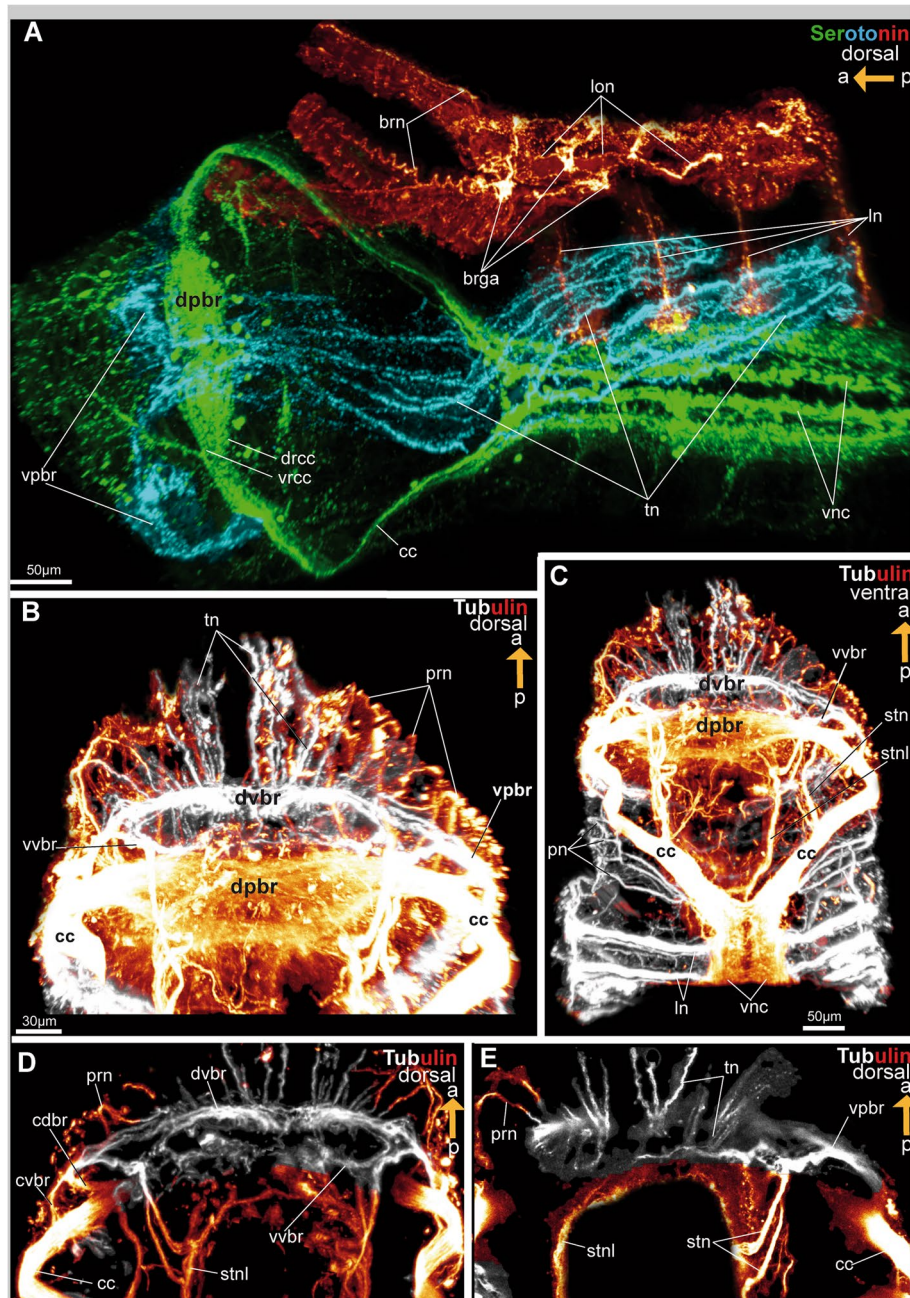 A
Serotonin
dorsal
a p
lon
brn
ln
brga
dpbr
drcc
vrcc
vpbr
tn
vnc
cc
50µm
B
Tubulin
dorsal
a
p
tn
prn
dvbr
vpbr
vvbr
dpbr
cc
cc
30µm
C
Tubulin
ventral
a
p
vvbr
dvbr
stn
dpbr
stnl
pn
cc
cc
ln
vnc
50µm
D
Tubulin
dorsal
a
p
prn
dvbr
cdbr
cvbr
vvbr
cc
stnl
E
Tubulin
dorsal
a
p
tn
prn
vpbr
stnl
stn
cc